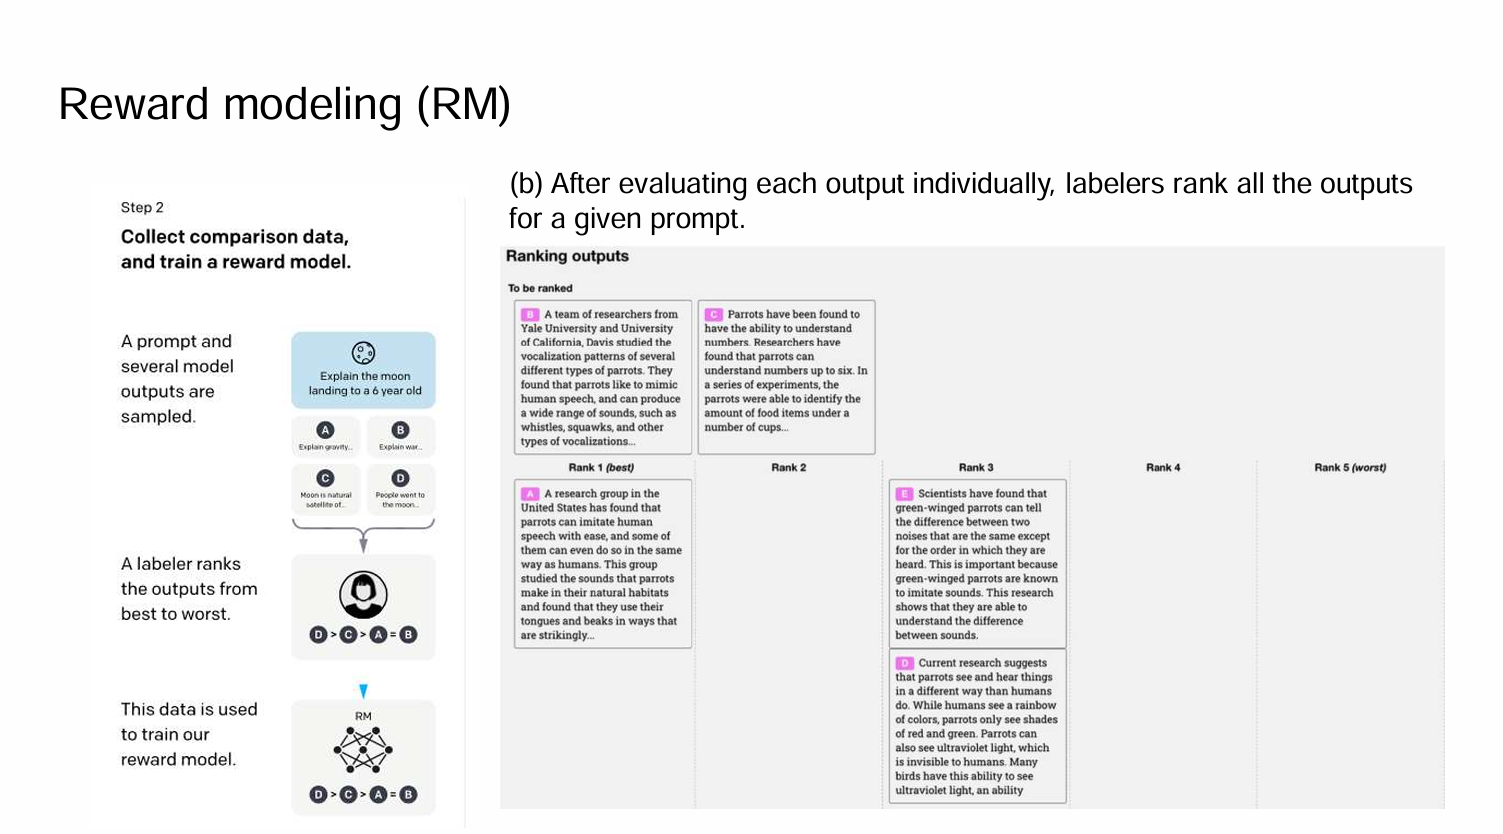 Reward modeling (RM)
Step 2
Collect comparison data,
and train a reward model.
A prompt and
several model
outputs are
sampled.
Explain the moon
landing to a 6 year old
A
Explain gravity...
B
Explain war...
C
Moon is natural
satellite of...
D
People went to
the moon...
A labeler ranks
the outputs from
best to worst.
D > C > A = B
This data is used
to train our
reward model.
RM
D > C > A = B
(b) After evaluating each output individually, labelers rank all the outputs
for a given prompt.
Ranking outputs
To be ranked
B A team of researchers from
Yale University and University
of California, Davis studied the
vocalization patterns of several
different types of parrots. They
found that parrots like to mimic
human speech, and can produce
a wide range of sounds, such as
whistles, squawks, and other
types of vocalizations...
C Parrots have been found to
have the ability to understand
numbers. Researchers have
found that parrots can
understand numbers up to six. In
a series of experiments, the
parrots were able to identify the
amount of food items under a
number of cups...
Rank 1 (best)
Rank 2
Rank 3
Rank 4
Rank 5 (worst)
A A research group in the
United States has found that
parrots can imitate human
speech with ease, and some of
them can even do so in the same
way as humans. This group
studied the sounds that parrots
make in their natural habitats
and found that they use their
tongues and beaks in ways that
are strikingly...
E Scientists have found that
green-winged parrots can tell
the difference between two
noises that are the same except
for the order in which they are
heard. This is important because
green-winged parrots are known
to imitate sounds. This research
shows that they are able to
understand the difference
between sounds.
D Current research suggests
that parrots see and hear things
in a different way than humans
do. While humans see a rainbow
of colors, parrots only see shades
of red and green. Parrots can
also see ultraviolet light, which
is invisible to humans. Many
birds have this ability to see
ultraviolet light, an ability